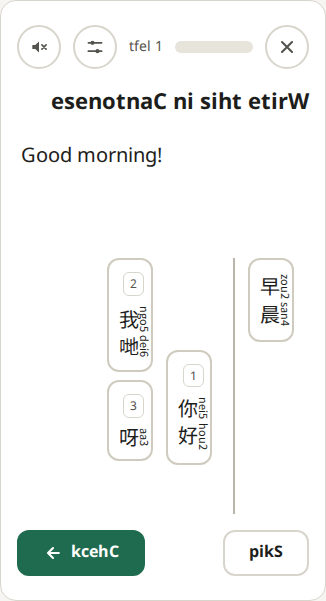 tfel 1
esenotnaC ni siht etirW
Good morning!
早晨
zou2 san4
1
你好
nei5 hou2
2
我哋
ngo5 dei6
3
呀
aa3
← kcehC
pikS